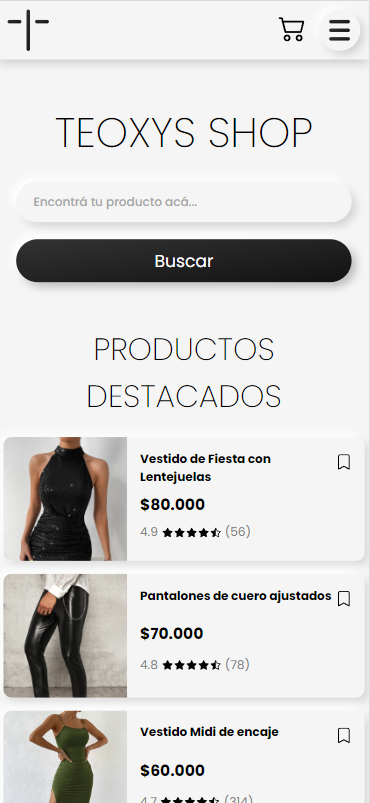 TEOXYS SHOP
Encontrá tu producto acá...
Buscar
PRODUCTOS
DESTACADOS
Vestido de Fiesta con
Lentejuelas
$80.000
4.9 (56)
Pantalones de cuero ajustados
$70.000
4.8 (78)
Vestido Midi de encaje
$60.000
4.7 (314)